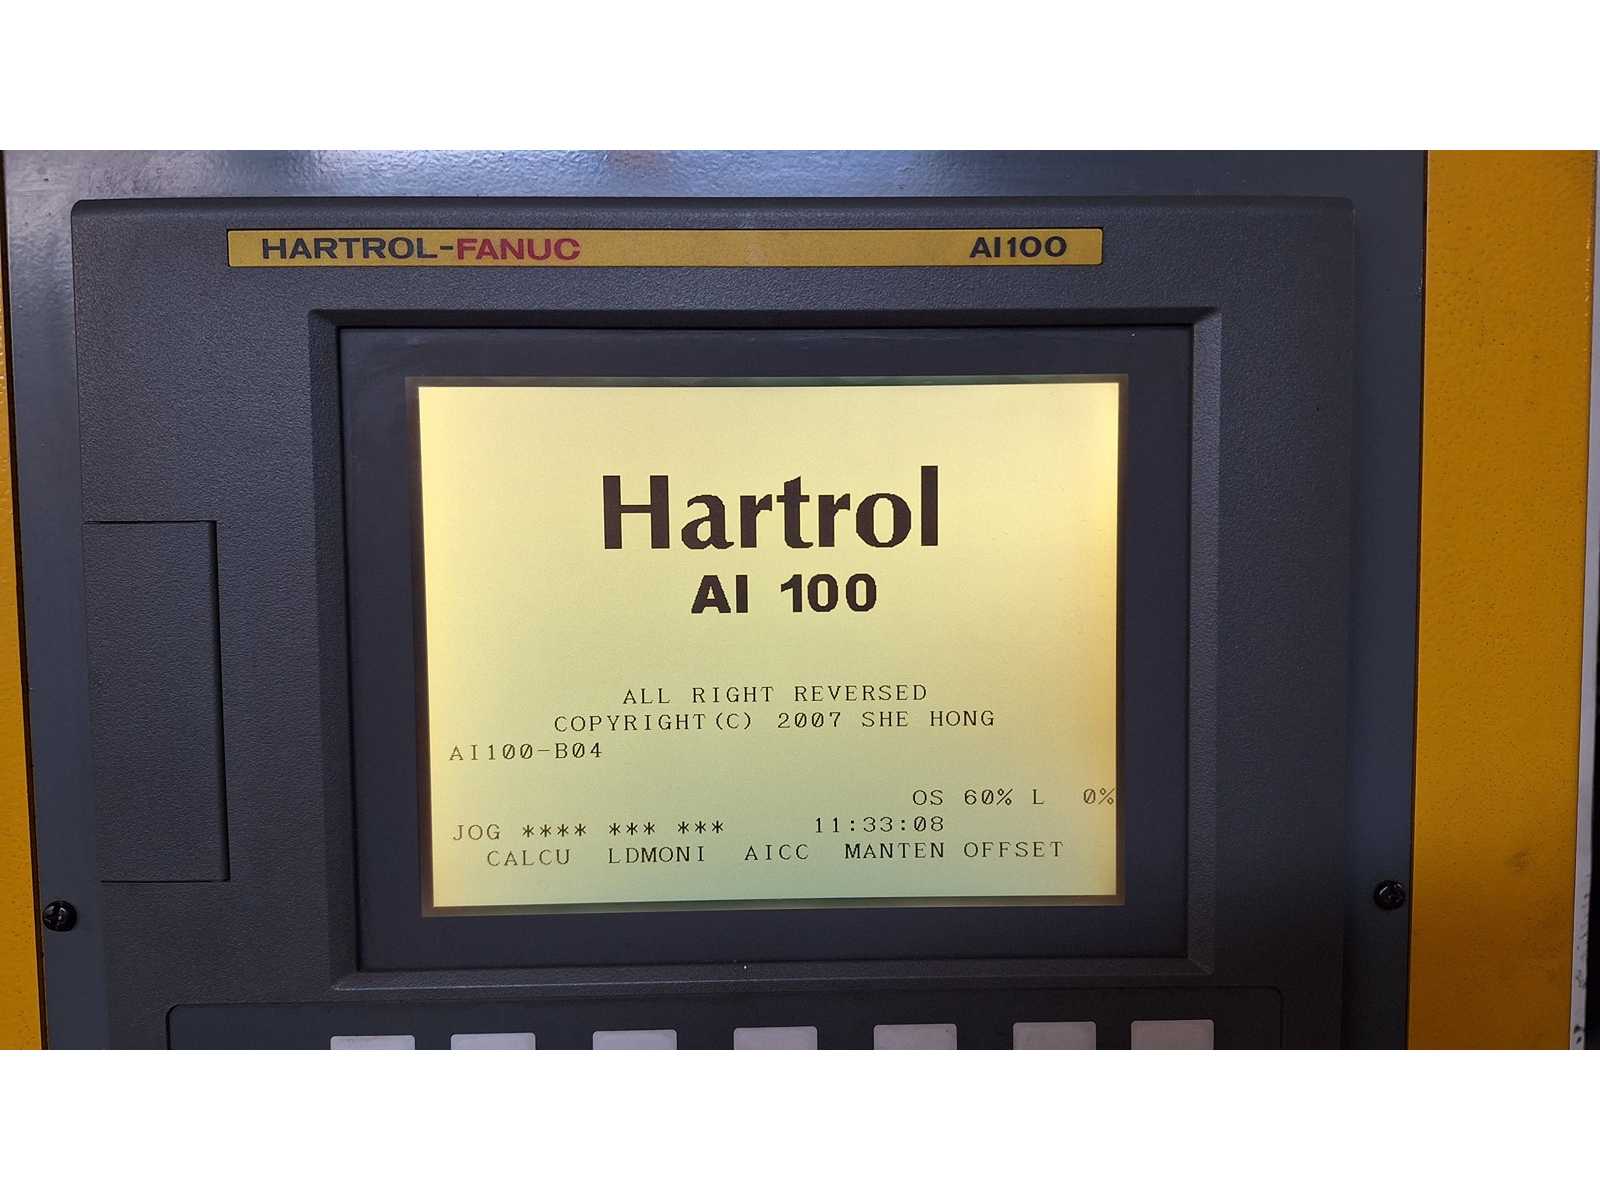 HARTROL-FANUC AI100
Hartrol
AI 100
ALL RIGHT REVERSED
COPYRIGHT(C) 2007 SHE HONG
AI100-B04
OS 60% L 0%
JOG **** *** *** 11:33:08
CALCU LDMONI AICC MANTEN OFFSET